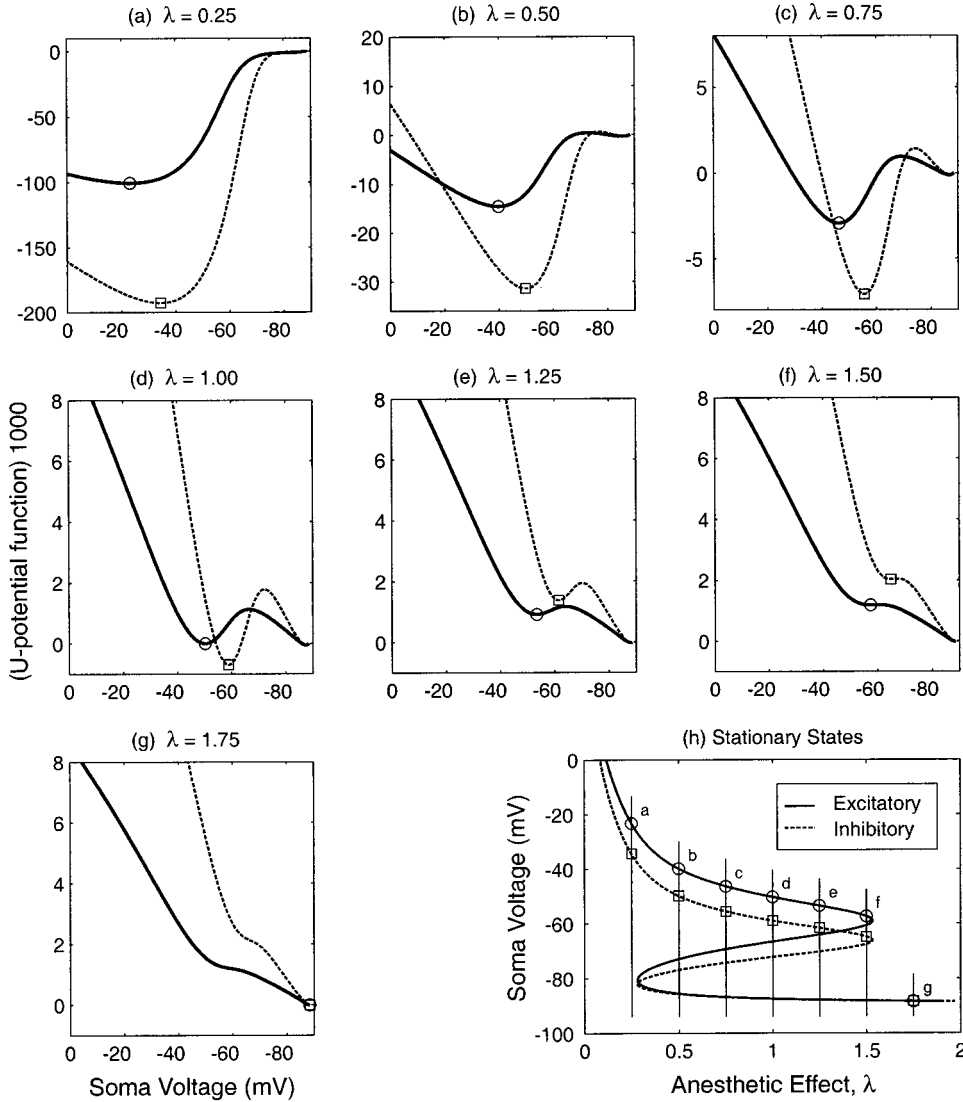 (a) λ = 0.25
(b) λ = 0.50
(c) λ = 0.75
0
-50
-100
-150
-200
0 -20 -40 -60 -80
20
10
0
-10
-20
-30
0 -20 -40 -60 -80
5
0
-5
0 -20 -40 -60 -80
(d) λ = 1.00
(e) λ = 1.25
(f) λ = 1.50
(U-potential function) 1000
8
6
4
2
0
0 -20 -40 -60 -80
8
6
4
2
0
0 -20 -40 -60 -80
8
6
4
2
0
0 -20 -40 -60 -80
(g) λ = 1.75
8
6
4
2
0
0 -20 -40 -60 -80
Soma Voltage (mV)
(h) Stationary States
Soma Voltage (mV)
0
-20
-40
-60
-80
-100
Excitatory
Inhibitory
a
b
c
d
e
f
g
0 0.5 1 1.5 2
Anesthetic Effect, λ